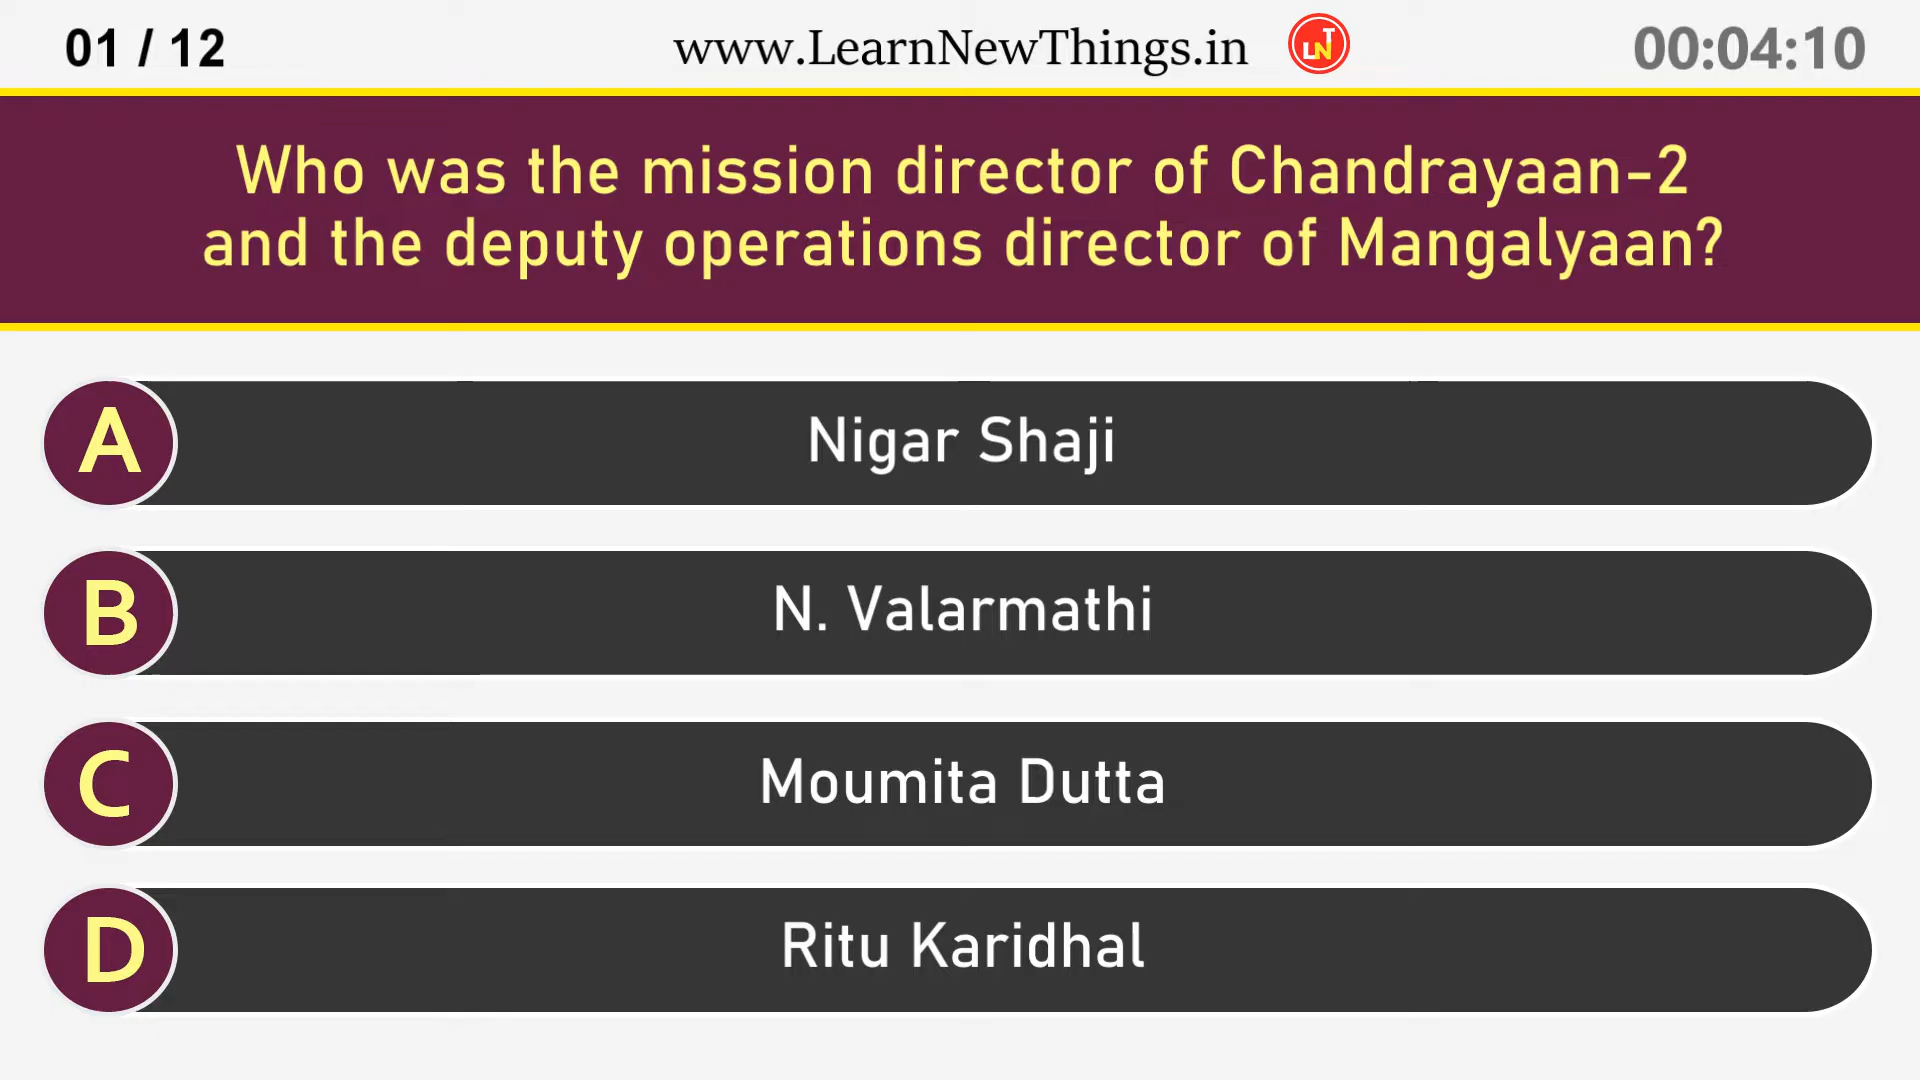 01 / 12
www.LearnNewThings.in
LNT
00:04:10
Who was the mission director of Chandrayaan-2
and the deputy operations director of Mangalyaan?
A
Nigar Shaji
B
N. Valarmathi
C
Moumita Dutta
D
Ritu Karidhal